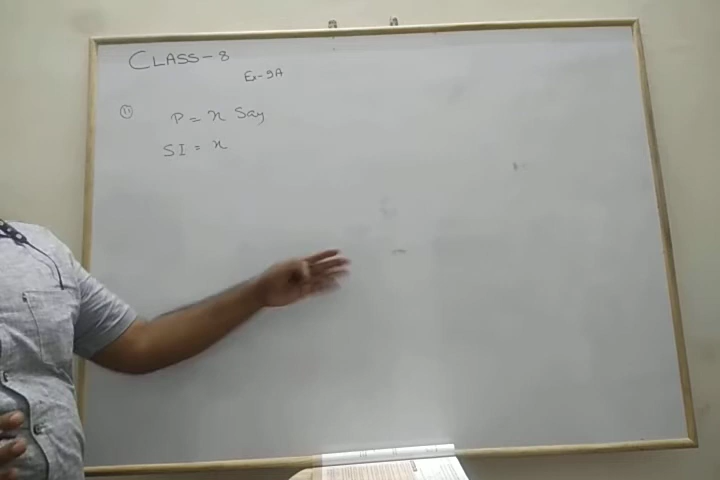 CLASS-8
Ex-9A
11 P = x Say
SI = x